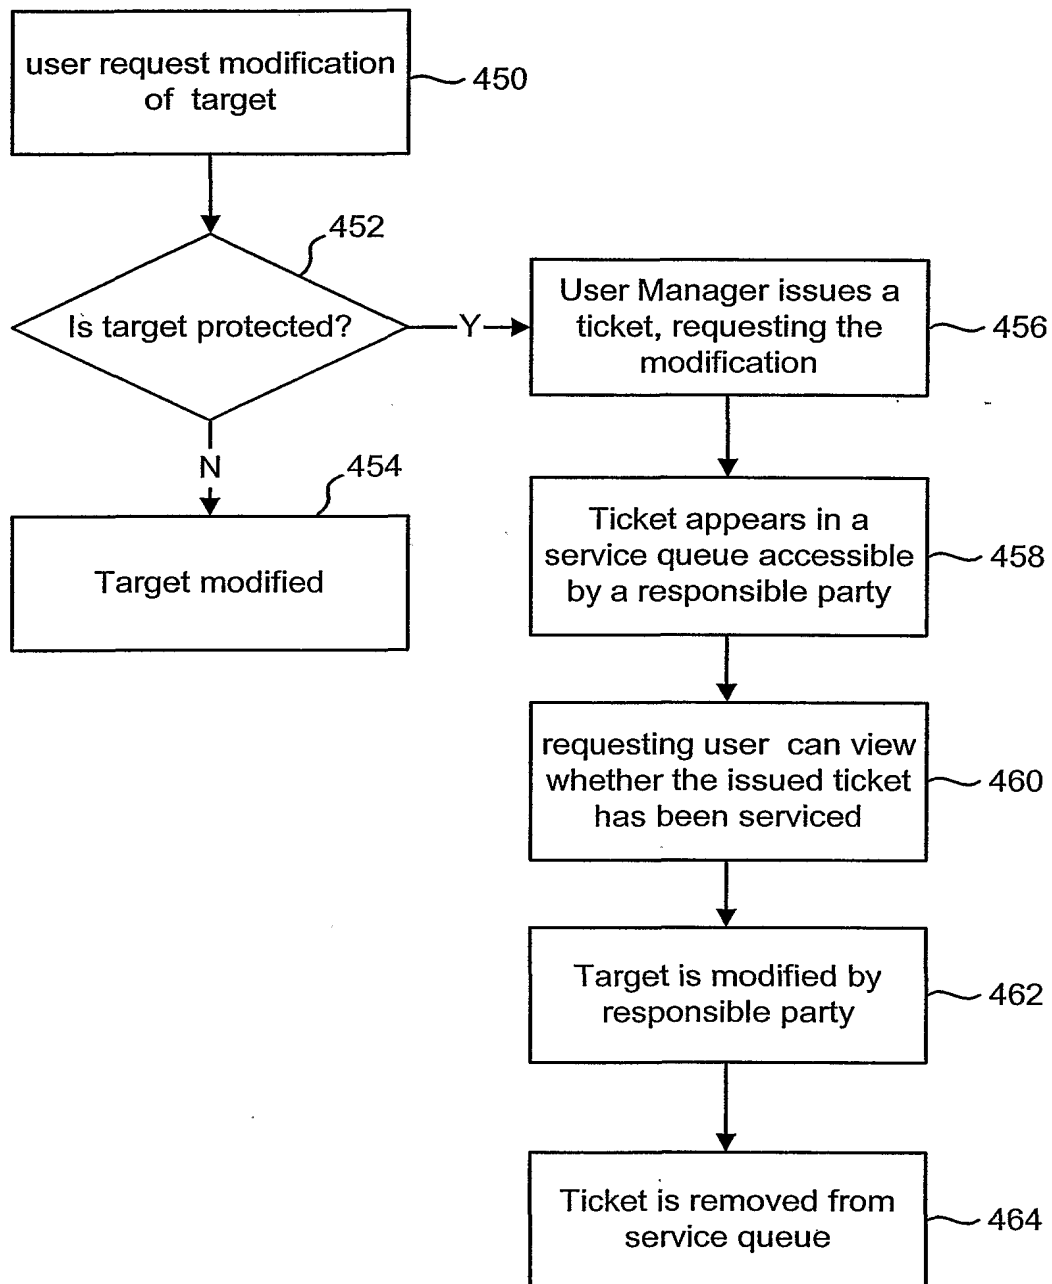 user request modification
of target
450
452
Is target protected?
Y
N
454
Target modified
User Manager issues a
ticket, requesting the
modification
456
Ticket appears in a
service queue accessible
by a responsible party
458
requesting user can view
whether the issued ticket
has been serviced
460
Target is modified by
responsible party
462
Ticket is removed from
service queue
464